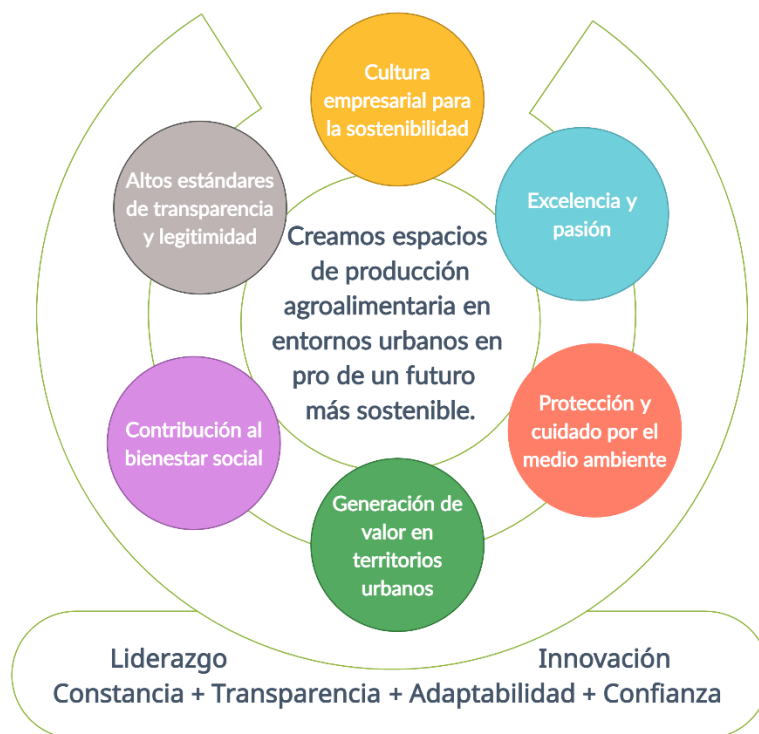 Cultura
empresarial para
la sostenibilidad
Altos estándares
de transparencia
y legitimidad
Excelencia y
pasión
Creamos espacios
de producción
agroalimentaria en
entornos urbanos en
pro de un futuro
más sostenible.
Contribución al
bienestar social
Protección y
cuidado por el
medio ambiente
Generación de
valor en
territorios
urbanos
Liderazgo
Innovación
Constancia + Transparencia + Adaptabilidad + Confianza